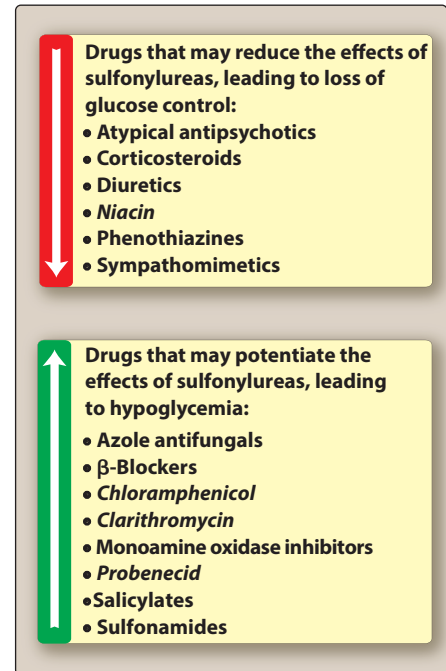 Drugs that may reduce the effects of
sulfonylureas, leading to loss of
glucose control:
• Atypical antipsychotics
• Corticosteroids
• Diuretics
• Niacin
• Phenothiazines
• Sympathomimetics
Drugs that may potentiate the
effects of sulfonylureas, leading
to hypoglycemia:
• Azole antifungals
• β-Blockers
• Chloramphenicol
• Clarithromycin
• Monoamine oxidase inhibitors
• Probenecid
•Salicylates
• Sulfonamides